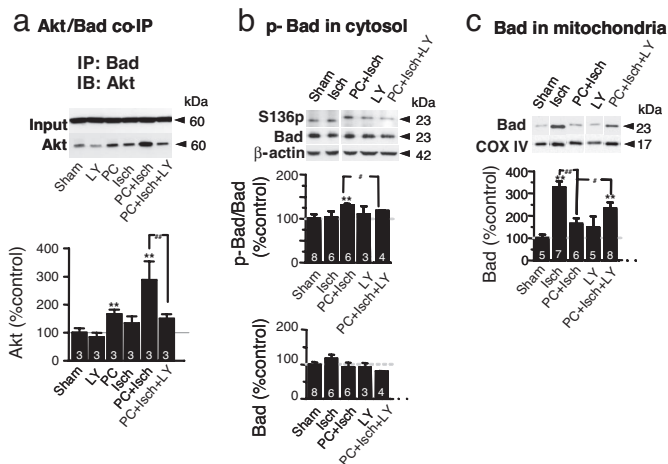 a Akt/Bad co-IP
IP: Bad
IB: Akt
kDa
Input 60
Akt 60
Sham
LY
PC
Isch
PC+Isch
PC+Isch+LY
Akt (%control)
400
300
200
100
0
** ** ##
3 3 3 3 3 3
Sham
LY
PC
Isch
PC+Isch
PC+Isch+LY
b p- Bad in cytosol
Sham
Isch
PC+Isch
LY
PC+Isch+LY
kDa
S136p 23
Bad 23
β-actin 42
p-Bad/Bad
(%control)
200
100
0
** #
8 6 6 3 4
Sham
Isch
PC+Isch
LY
PC+Isch+LY
Bad (%control)
200
100
0
8 6 6 3 4
Sham
Isch
PC+Isch
LY
PC+Isch+LY
c Bad in mitochondria
Sham
Isch
PC+Isch
LY
PC+Isch+LY
kDa
Bad 23
COX IV 17
Bad (%control)
400
300
200
100
0
** ## # **
5 7 6 5 8
Sham
Isch
PC+Isch
LY
PC+Isch+LY